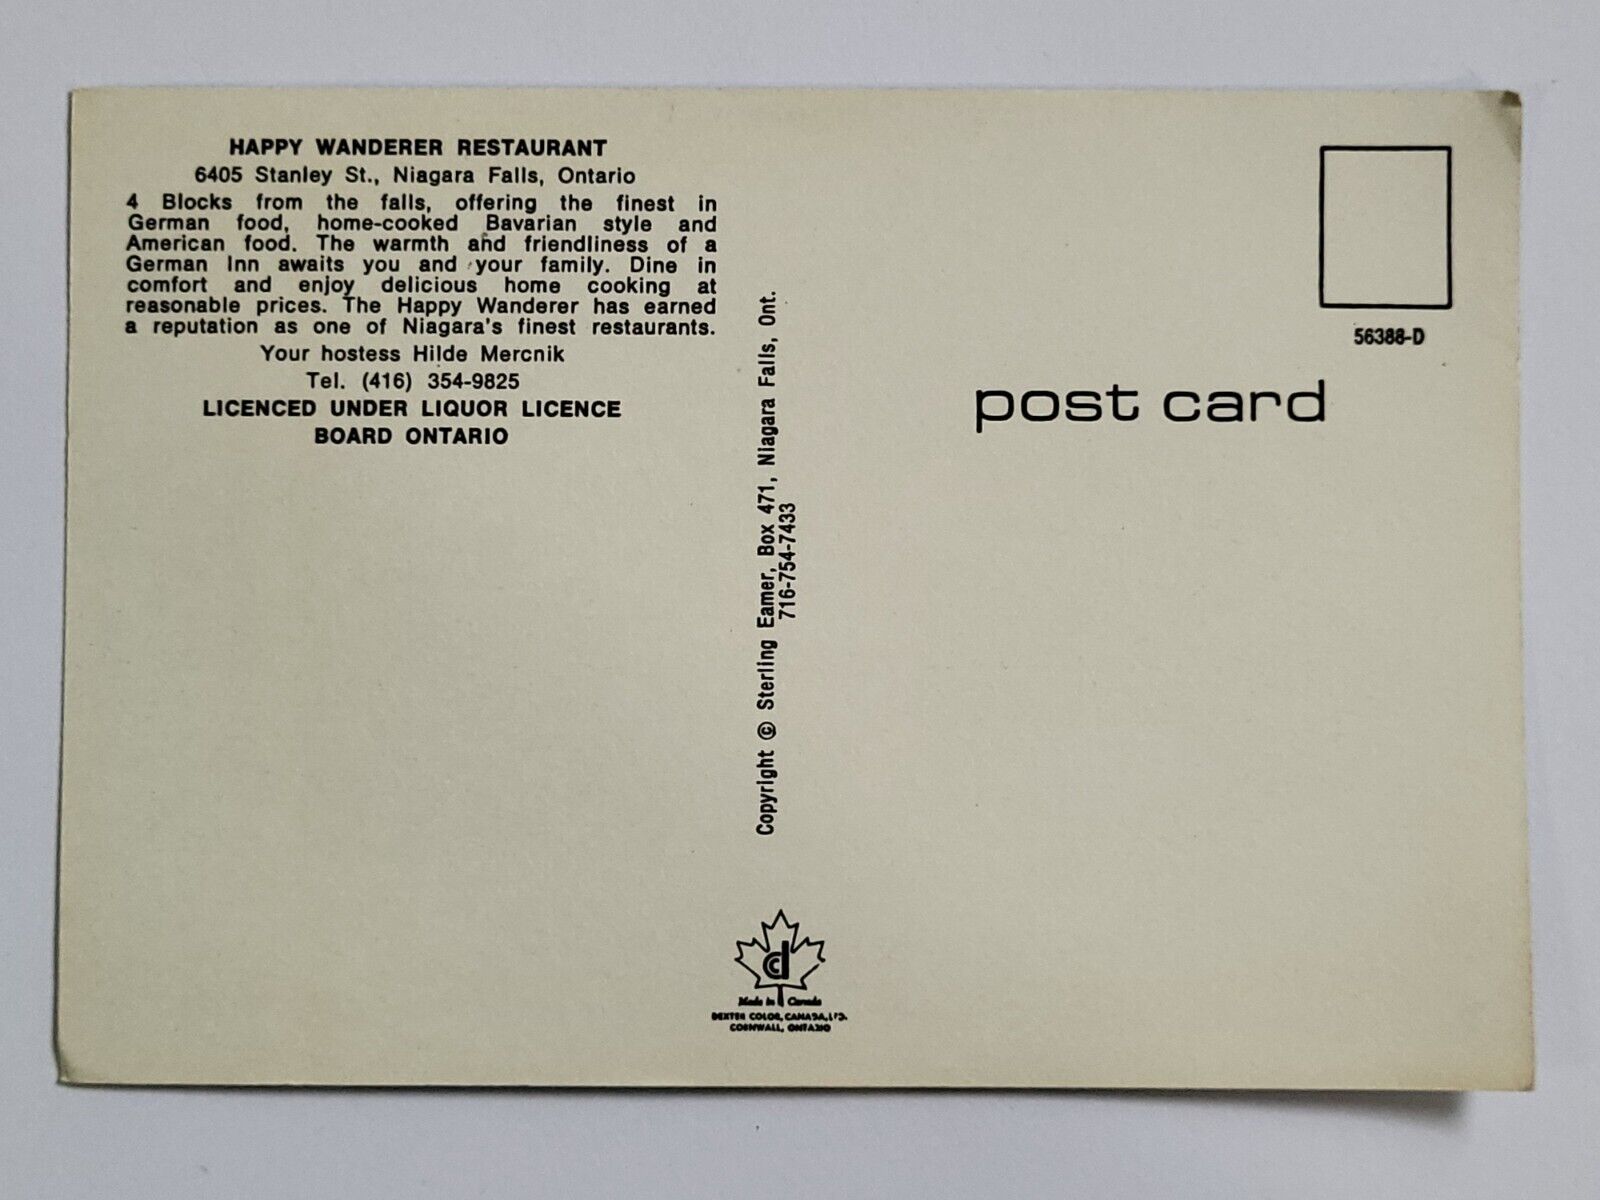 HAPPY WANDERER RESTAURANT
6405 Stanley St., Niagara Falls, Ontario
4 Blocks from the falls, offering the finest in
German food, home-cooked Bavarian style and
American food. The warmth and friendliness of a
German Inn awaits you and your family. Dine in
comfort and enjoy delicious home cooking at
reasonable prices. The Happy Wanderer has earned
a reputation as one of Niagara's finest restaurants.
Your hostess Hilde Mercnik
Tel. (416) 354-9825
LICENCED UNDER LIQUOR LICENCE
BOARD ONTARIO
Copyright © Sterling Eamer, Box 471, Niagara Falls, Ont.
716-754-7433
56388-D
post card
dc
Made in Canada
DEXTER COLOR, CANADA, LTD.
CORNWALL, ONTARIO